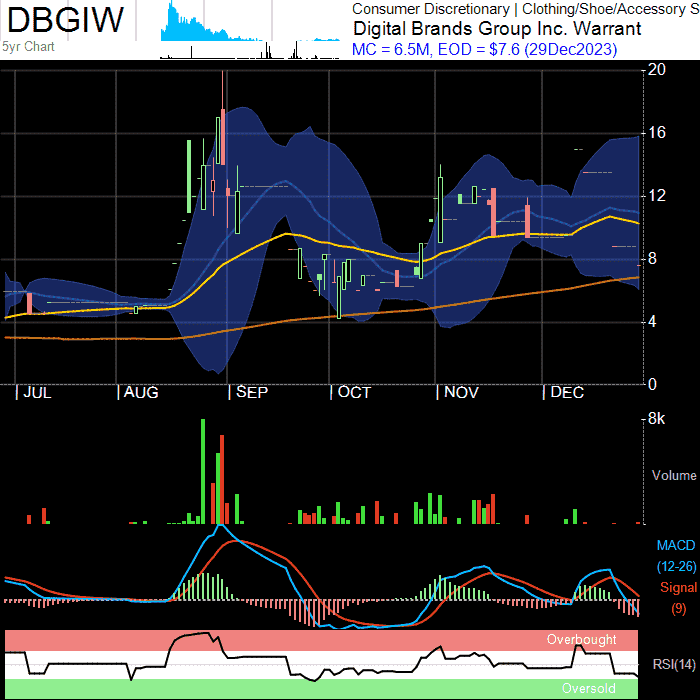 DBGIW
5yr Chart
Consumer Discretionary | Clothing/Shoe/Accessory S
Digital Brands Group Inc. Warrant
MC = 6.5M, EOD = $7.6 (29Dec2023)
20
16
12
8
4
0
JUL
AUG
SEP
OCT
NOV
DEC
8k
Volume
MACD
(12-26)
Signal
(9)
Overbought
RSI(14)
Oversold